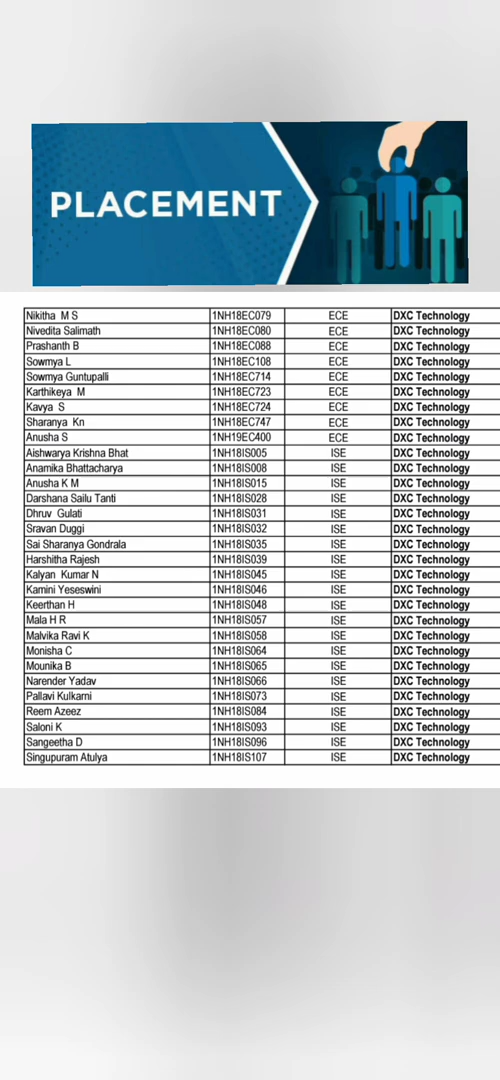 PLACEMENT
Nikitha M S 1NH18EC079 ECE DXC Technology
Nivedita Salimath 1NH18EC080 ECE DXC Technology
Prashanth B 1NH18EC088 ECE DXC Technology
Sowmya L 1NH18EC108 ECE DXC Technology
Sowmya Guntupalli 1NH18EC714 ECE DXC Technology
Karthikeya M 1NH18EC723 ECE DXC Technology
Kavya S 1NH18EC724 ECE DXC Technology
Sharanya Kn 1NH18EC747 ECE DXC Technology
Anusha S 1NH19EC400 ECE DXC Technology
Aishwarya Krishna Bhat 1NH18IS005 ISE DXC Technology
Anamika Bhattacharya 1NH18IS008 ISE DXC Technology
Anusha K M 1NH18IS015 ISE DXC Technology
Darshana Sailu Tanti 1NH18IS028 ISE DXC Technology
Dhruv Gulati 1NH18IS031 ISE DXC Technology
Sravan Duggi 1NH18IS032 ISE DXC Technology
Sai Sharanya Gondrala 1NH18IS035 ISE DXC Technology
Harshitha Rajesh 1NH18IS039 ISE DXC Technology
Kalyan Kumar N 1NH18IS045 ISE DXC Technology
Kamini Yeseswini 1NH18IS046 ISE DXC Technology
Keerthan H 1NH18IS048 ISE DXC Technology
Mala H R 1NH18IS057 ISE DXC Technology
Malvika Ravi K 1NH18IS058 ISE DXC Technology
Monisha C 1NH18IS064 ISE DXC Technology
Mounika B 1NH18IS065 ISE DXC Technology
Narender Yadav 1NH18IS066 ISE DXC Technology
Pallavi Kulkarni 1NH18IS073 ISE DXC Technology
Reem Azeez 1NH18IS084 ISE DXC Technology
Saloni K 1NH18IS093 ISE DXC Technology
Sangeetha D 1NH18IS096 ISE DXC Technology
Singupuram Atulya 1NH18IS107 ISE DXC Technology